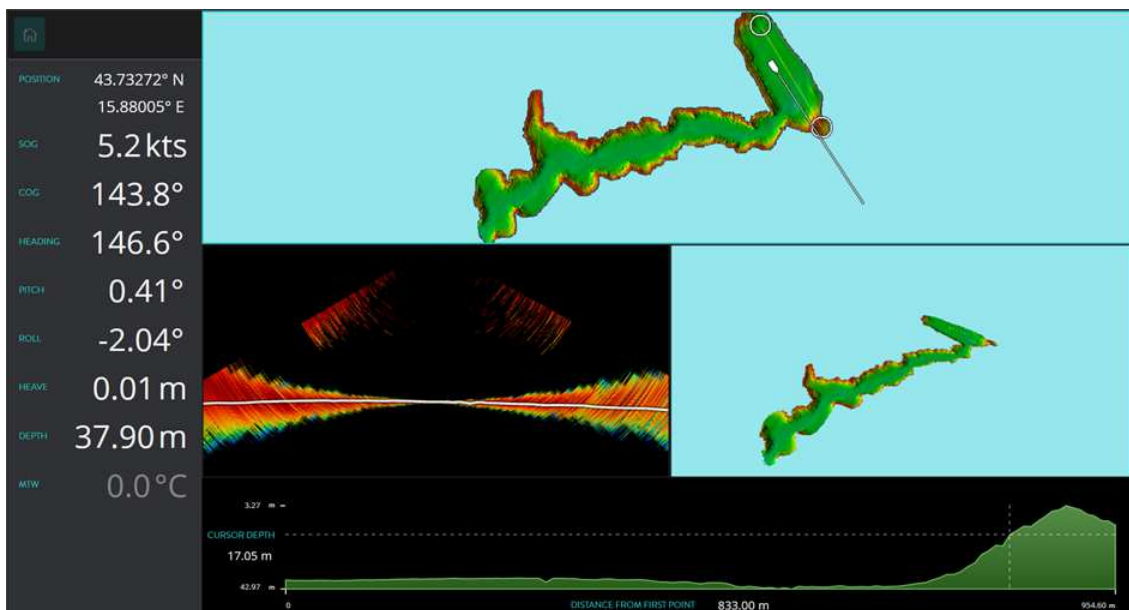 POSITION 43.73272° N
15.88005° E
SOG 5.2 kts
COG 143.8°
HEADING 146.6°
PITCH 0.41°
ROLL -2.04°
HEAVE 0.01 m
DEPTH 37.90 m
MTW 0.0°C
3.27 m
CURSOR DEPTH
17.05 m
42.97 m
0 DISTANCE FROM FIRST POINT 833.00 m 954.60 m